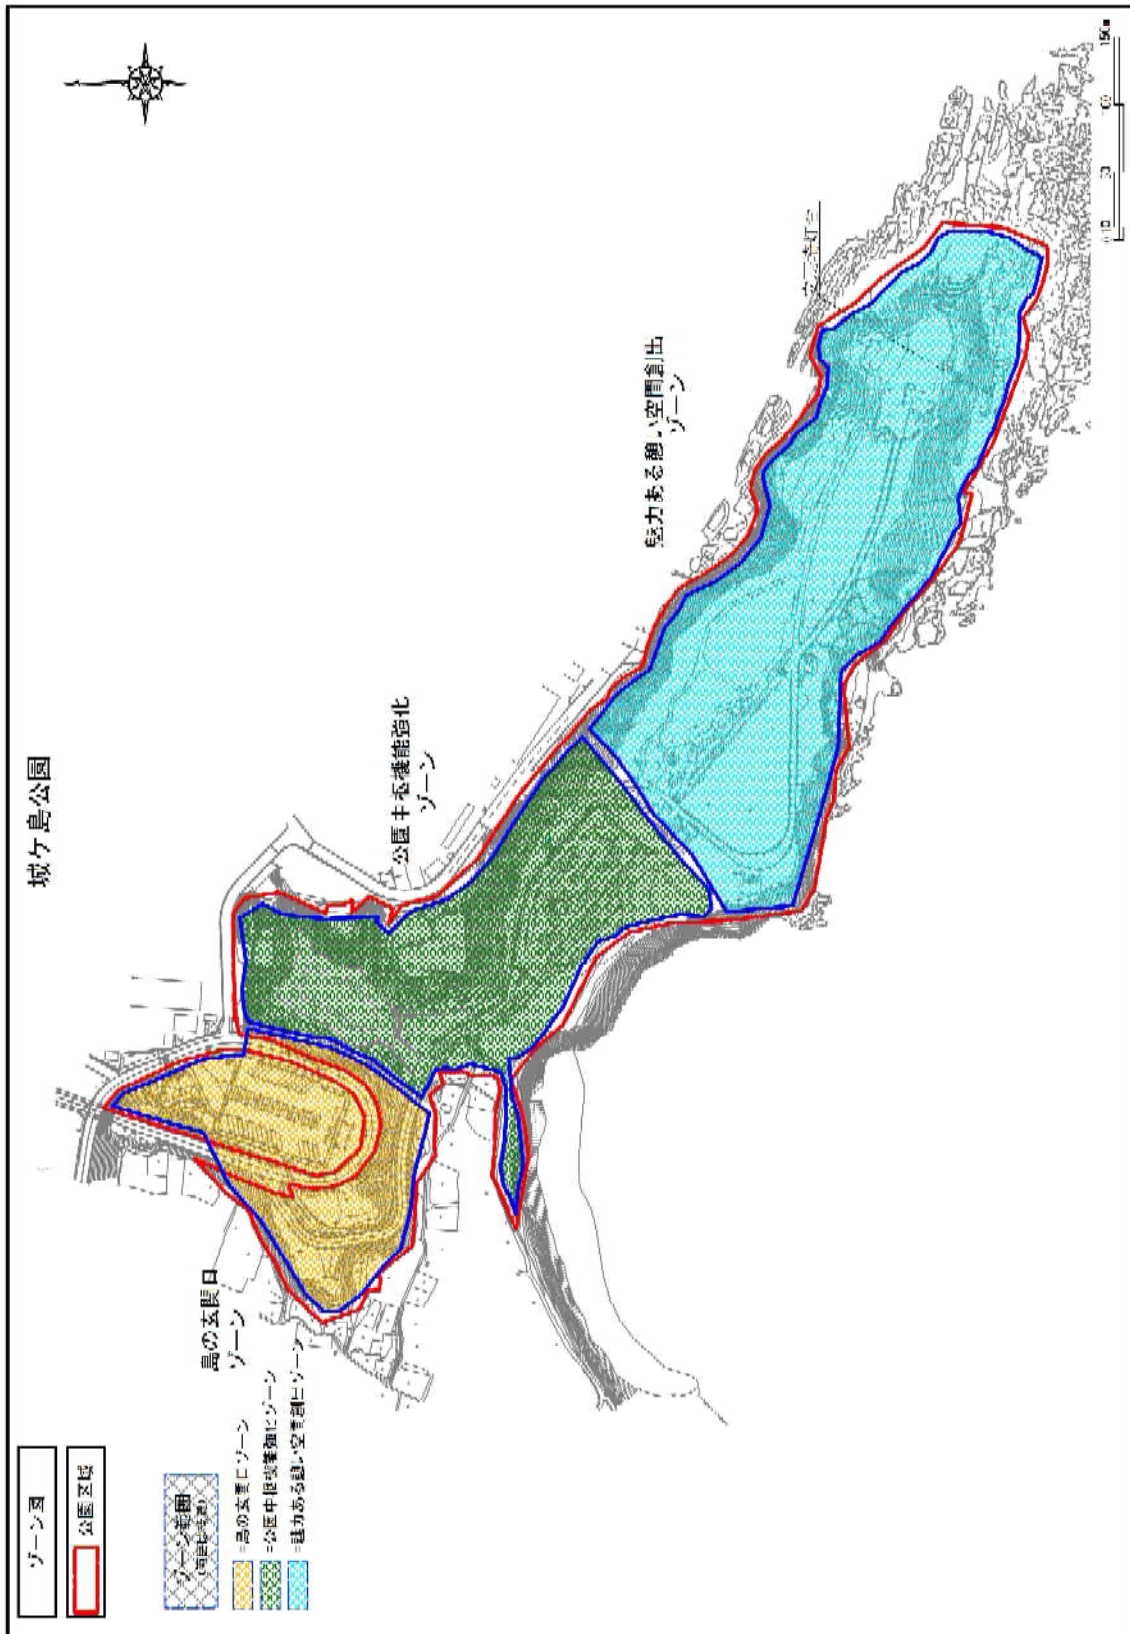 城ケ島公園
ゾーン図
公園区域
ゾーン範囲
=島の玄関口ゾーン
=公園中枢機能強化ゾーン
=魅力ある憩い空間創出ゾーン
島の玄関口
ゾーン
公園中枢機能強化
ゾーン
魅力ある憩い空間創出
ゾーン
150m